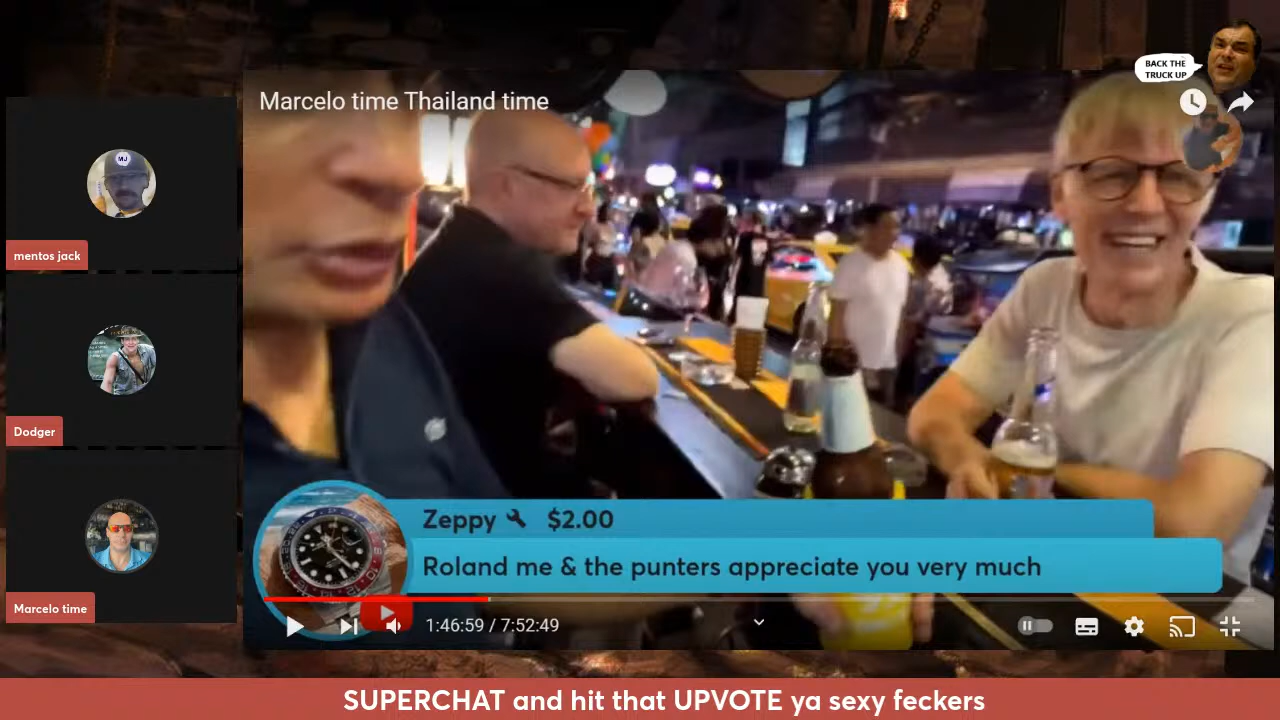 BACK THE
TRUCK UP
Marcelo time Thailand time
MJ
mentos jack
Dodger
Marcelo time
Zeppy $2.00
Roland me & the punters appreciate you very much
1:46:59 / 7:52:49
SUPERCHAT and hit that UPVOTE ya sexy feckers